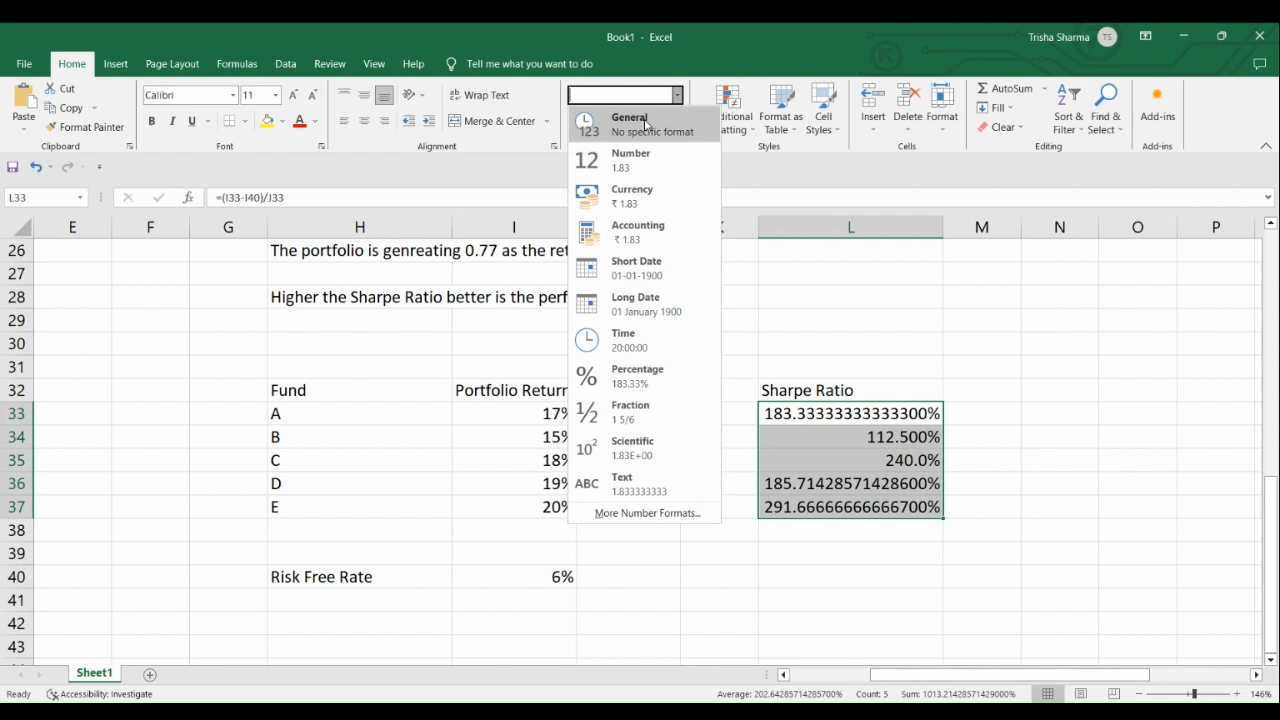 Book1 - Excel
Trisha Sharma TS
File Home Insert Page Layout Formulas Data Review View Help Tell me what you want to do
Cut
Copy
Format Painter
Paste
Clipboard
Calibri 11
B I U A
Font
Wrap Text
Merge & Center
Alignment
Format as Table
Cell Styles
Styles
Insert Delete Format
Cells
AutoSum
Fill
Clear
Sort & Filter
Find & Select
Editing
Add-ins
Add-ins
General
No specific format
Number
1.83
Currency
₹ 1.83
Accounting
₹ 1.83
Short Date
01-01-1900
Long Date
01 January 1900
Time
20:00:00
Percentage
183.33%
Fraction
1 5/6
Scientific
1.83E+00
Text
1.833333333
More Number Formats...
L33 fx =(I33-I40)/J33
E F G H I L M N O P
26 The portfolio is genreating 0.77 as the ret
27
28 Higher the Sharpe Ratio better is the perf
29
30
31
32 Fund Portfolio Return Sharpe Ratio
33 A 17% 183.33333333333300%
34 B 15% 112.500%
35 C 18% 240.0%
36 D 19% 185.71428571428600%
37 E 20% 291.66666666666700%
38
39
40 Risk Free Rate 6%
41
42
43
Sheet1
Ready Accessibility: Investigate Average: 202.64285714285700% Count: 5 Sum: 1013.21428571429000% 146%